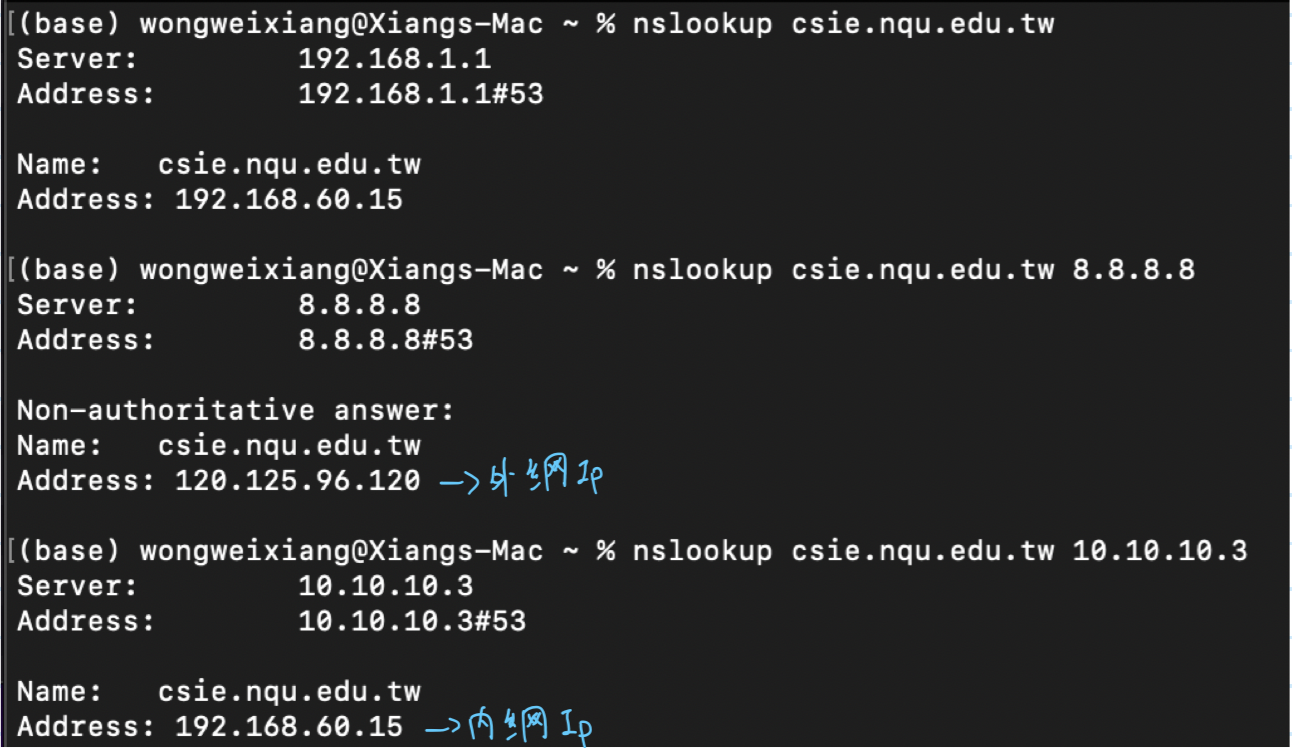 [(base) wongweixiang@Xiangs-Mac ~ % nslookup csie.nqu.edu.tw
Server: 192.168.1.1
Address: 192.168.1.1#53
Name: csie.nqu.edu.tw
Address: 192.168.60.15
[(base) wongweixiang@Xiangs-Mac ~ % nslookup csie.nqu.edu.tw 8.8.8.8
Server: 8.8.8.8
Address: 8.8.8.8#53
Non-authoritative answer:
Name: csie.nqu.edu.tw
Address: 120.125.96.120 —>外網Ip
[(base) wongweixiang@Xiangs-Mac ~ % nslookup csie.nqu.edu.tw 10.10.10.3
Server: 10.10.10.3
Address: 10.10.10.3#53
Name: csie.nqu.edu.tw
Address: 192.168.60.15 —>内網Ip